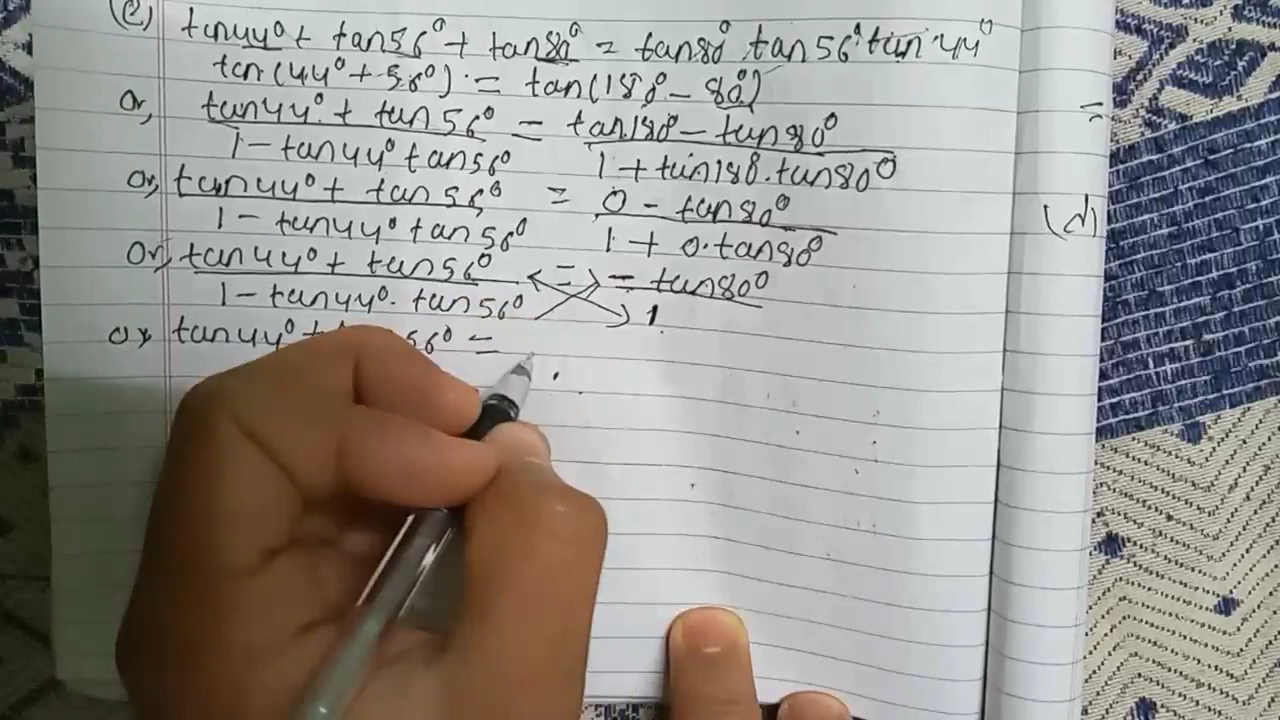 (e) tan44° + tan56° + tan80° = tan80°.tan56°.tan44°
tan(44° + 56°) = tan(180° - 80°)
Or, tan44° + tan56° / 1 - tan44° tan56° = tan180° - tan80° / 1 + tan180.tan80°
Or, tan44° + tan56° / 1 - tan44° tan56° = 0 - tan80° / 1 + 0.tan80°
Or, tan44° + tan56° / 1 - tan44°. tan56° = - tan80° / 1
or tan44° + 56° =
(d)